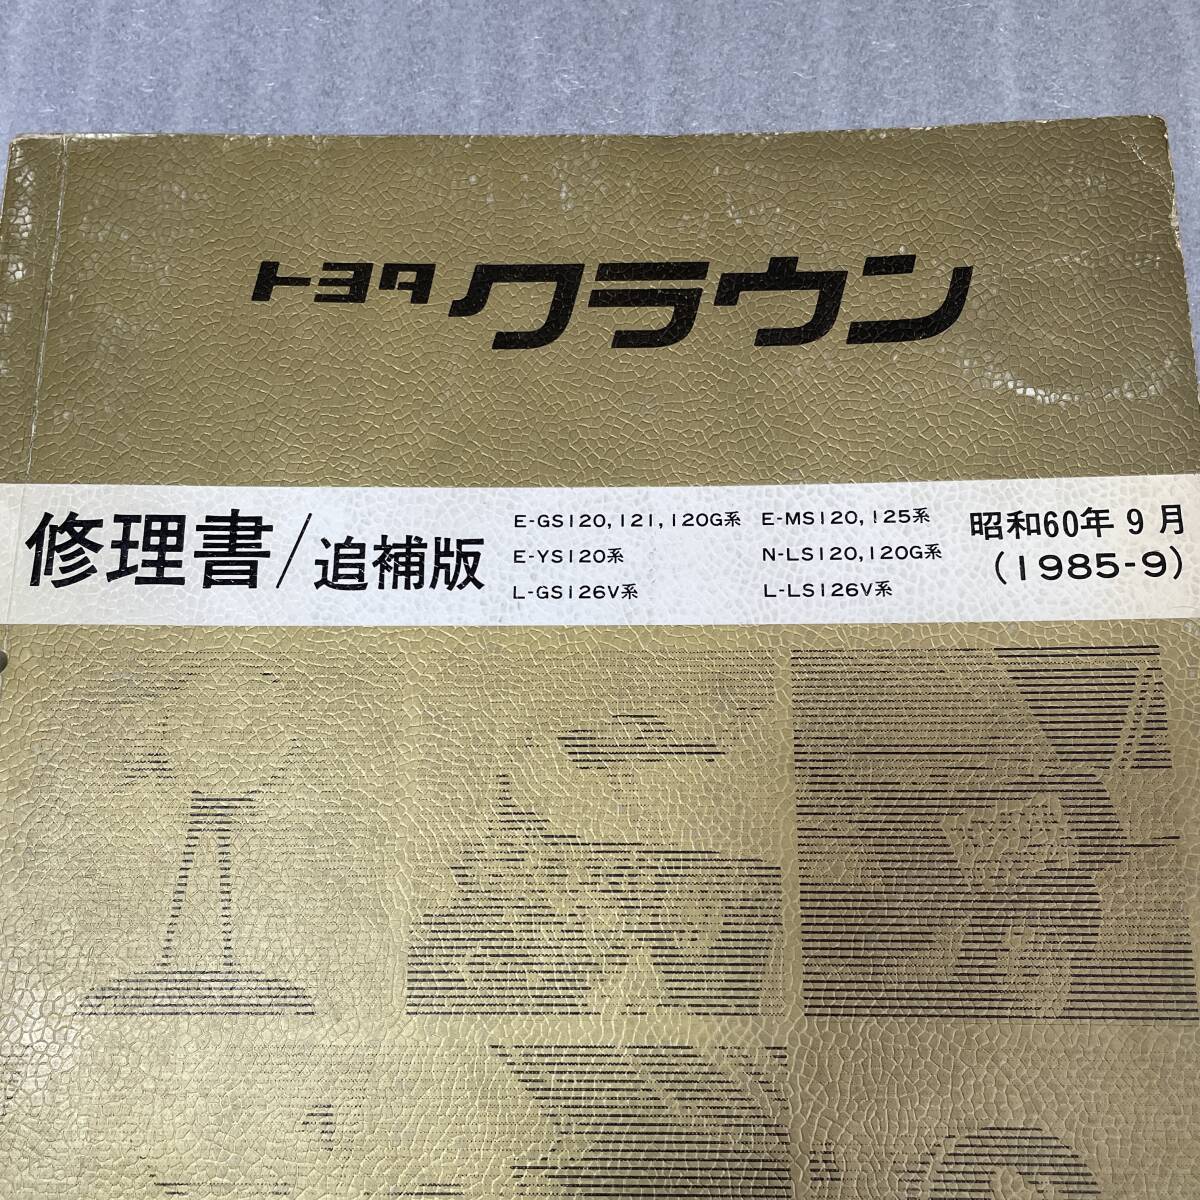 トヨタ クラウン
修理書/追補版
E-GS120, 121, 120G系 E-MS120, 125系
E-YS120系 N-LS120, 120G系
L-GS126V系 L-LS126V系
昭和60年9月
(1985-9)